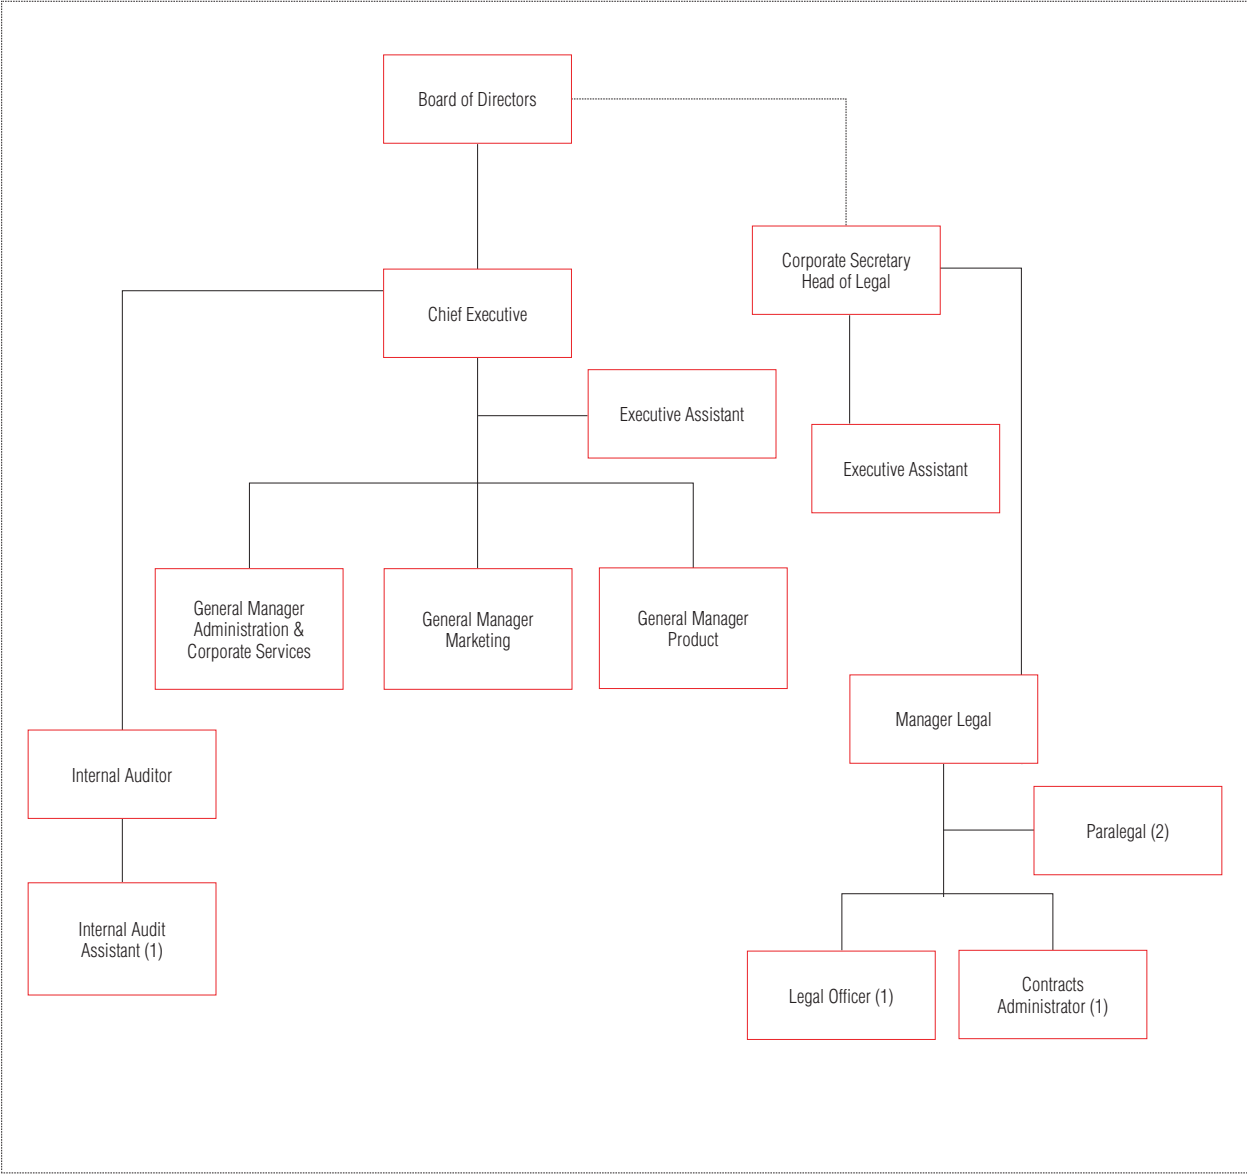 Board of Directors
Corporate Secretary
Head of Legal
Chief Executive
Executive Assistant
Executive Assistant
General Manager
Administration &
Corporate Services
General Manager
Marketing
General Manager
Product
Manager Legal
Internal Auditor
Paralegal (2)
Internal Audit
Assistant (1)
Legal Officer (1)
Contracts
Administrator (1)